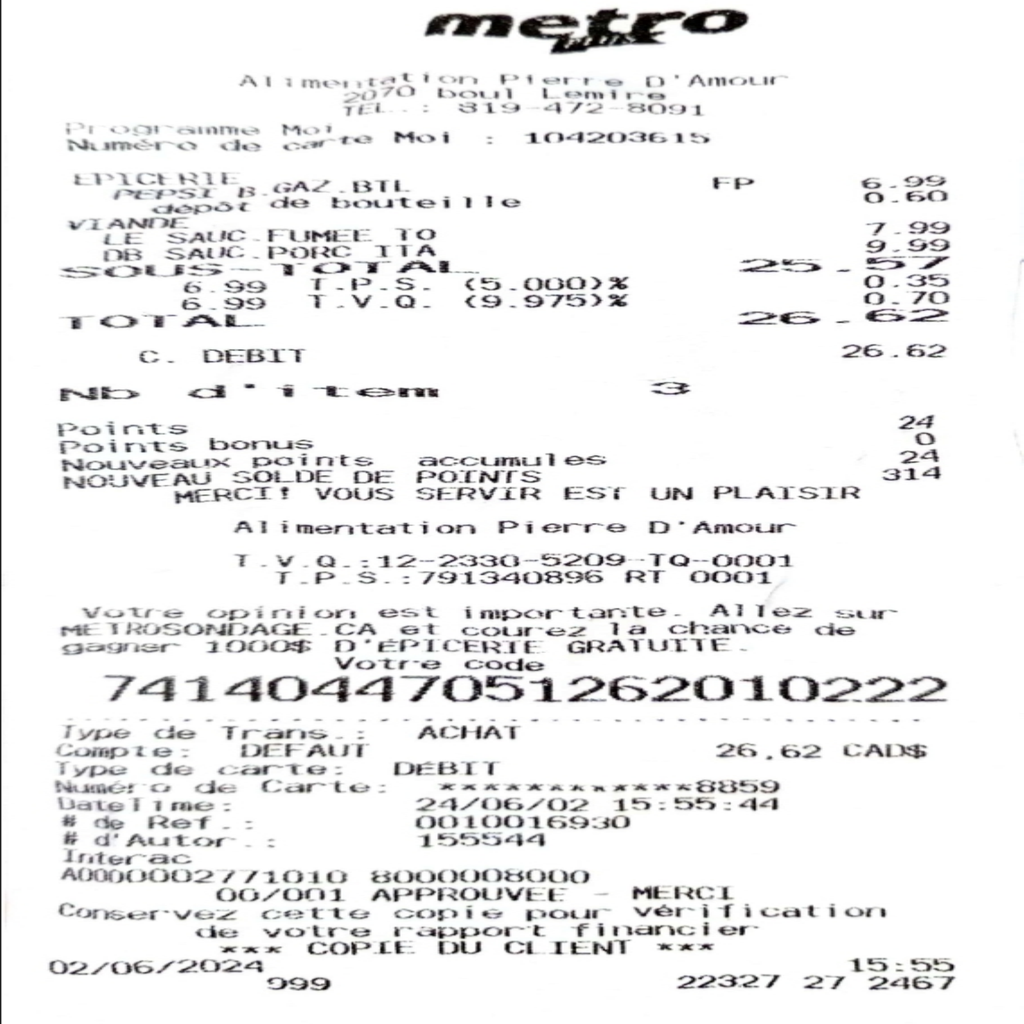 metro
plus
Alimentation Pierre D'Amour
2070 boul Lemire
TEL.: 819-472-8091
Programme Moi
Numéro de carte Moi : 104203615
EPICERIE
PEPSI B.GAZ.BTL FP 6.99
dépôt de bouteille 0.60
VIANDE
LE SAUC.FUMEE TO 7.99
DB SAUC.PORC ITA 9.99
SOUS-TOTAL 25.57
6.99 T.P.S. (5.000)% 0.35
6.99 T.V.Q. (9.975)% 0.70
TOTAL 26.62
C. DEBIT 26.62
Nb d'item 3
Points 24
Points bonus 0
Nouveaux points accumules 24
NOUVEAU SOLDE DE POINTS 314
MERCI! VOUS SERVIR EST UN PLAISIR
Alimentation Pierre D'Amour
T.V.Q.:12-2330-5209-TQ-0001
T.P.S.:791340896 RT 0001
Votre opinion est importante. Allez sur
METROSONDAGE.CA et courez la chance de
gagner 1000$ D'ÉPICERIE GRATUITE.
Votre code
74140447051262010222
Type de Trans.: ACHAT
Compte: DEFAUT 26,62 CAD$
Type de carte: DEBIT
Numéro de Carte: ************8859
DateTime: 24/06/02 15:55:44
# de Ref.: 0010016930
# d'Autor.: 155544
Interac
A0000002771010 8000008000
00/001 APPROUVEE - MERCI
Conservez cette copie pour vérification
de votre rapport financier
*** COPIE DU CLIENT ***
02/06/2024 15:55
999 22327 27 2467